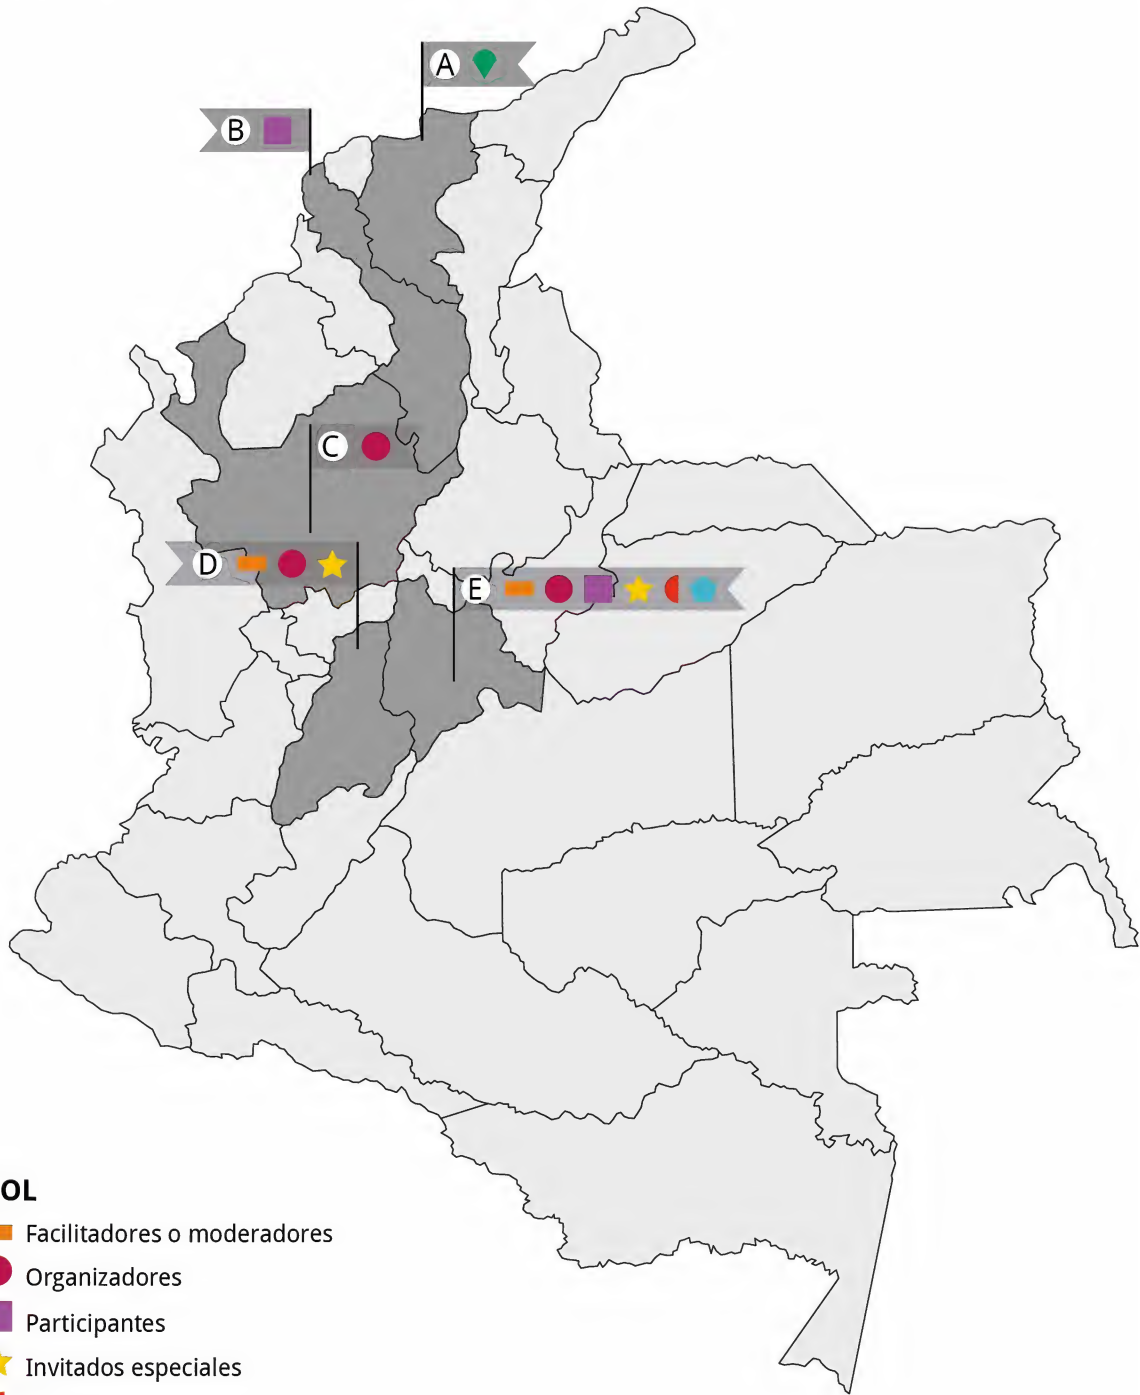 A
B
C
D
E
OL
Facilitadores o moderadores
Organizadores
Participantes
Invitados especiales